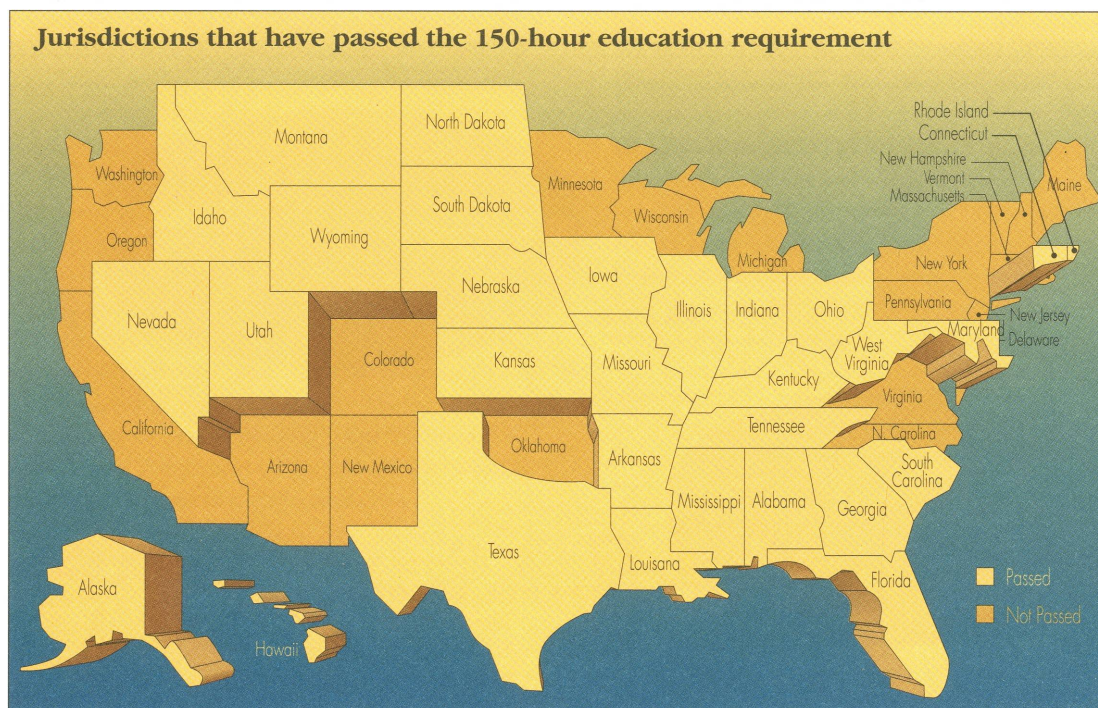 Jurisdictions that have passed the 150-hour education requirement
Rhode Island
Connecticut
New Hampshire
Vermont
Massachusetts
Maine
Washington
Montana
North Dakota
Minnesota
Oregon
Idaho
South Dakota
Wisconsin
Wyoming
Michigan
New York
Iowa
Nebraska
Pennsylvania
Nevada
Utah
Illinois
Indiana
Ohio
New Jersey
Maryland
Delaware
Colorado
Kansas
Missouri
West
Virginia
Kentucky
Virginia
California
Tennessee
N. Carolina
Arizona
New Mexico
Oklahoma
Arkansas
South
Carolina
Mississippi
Alabama
Georgia
Texas
Louisana
Florida
Alaska
Hawaii
Passed
Not Passed